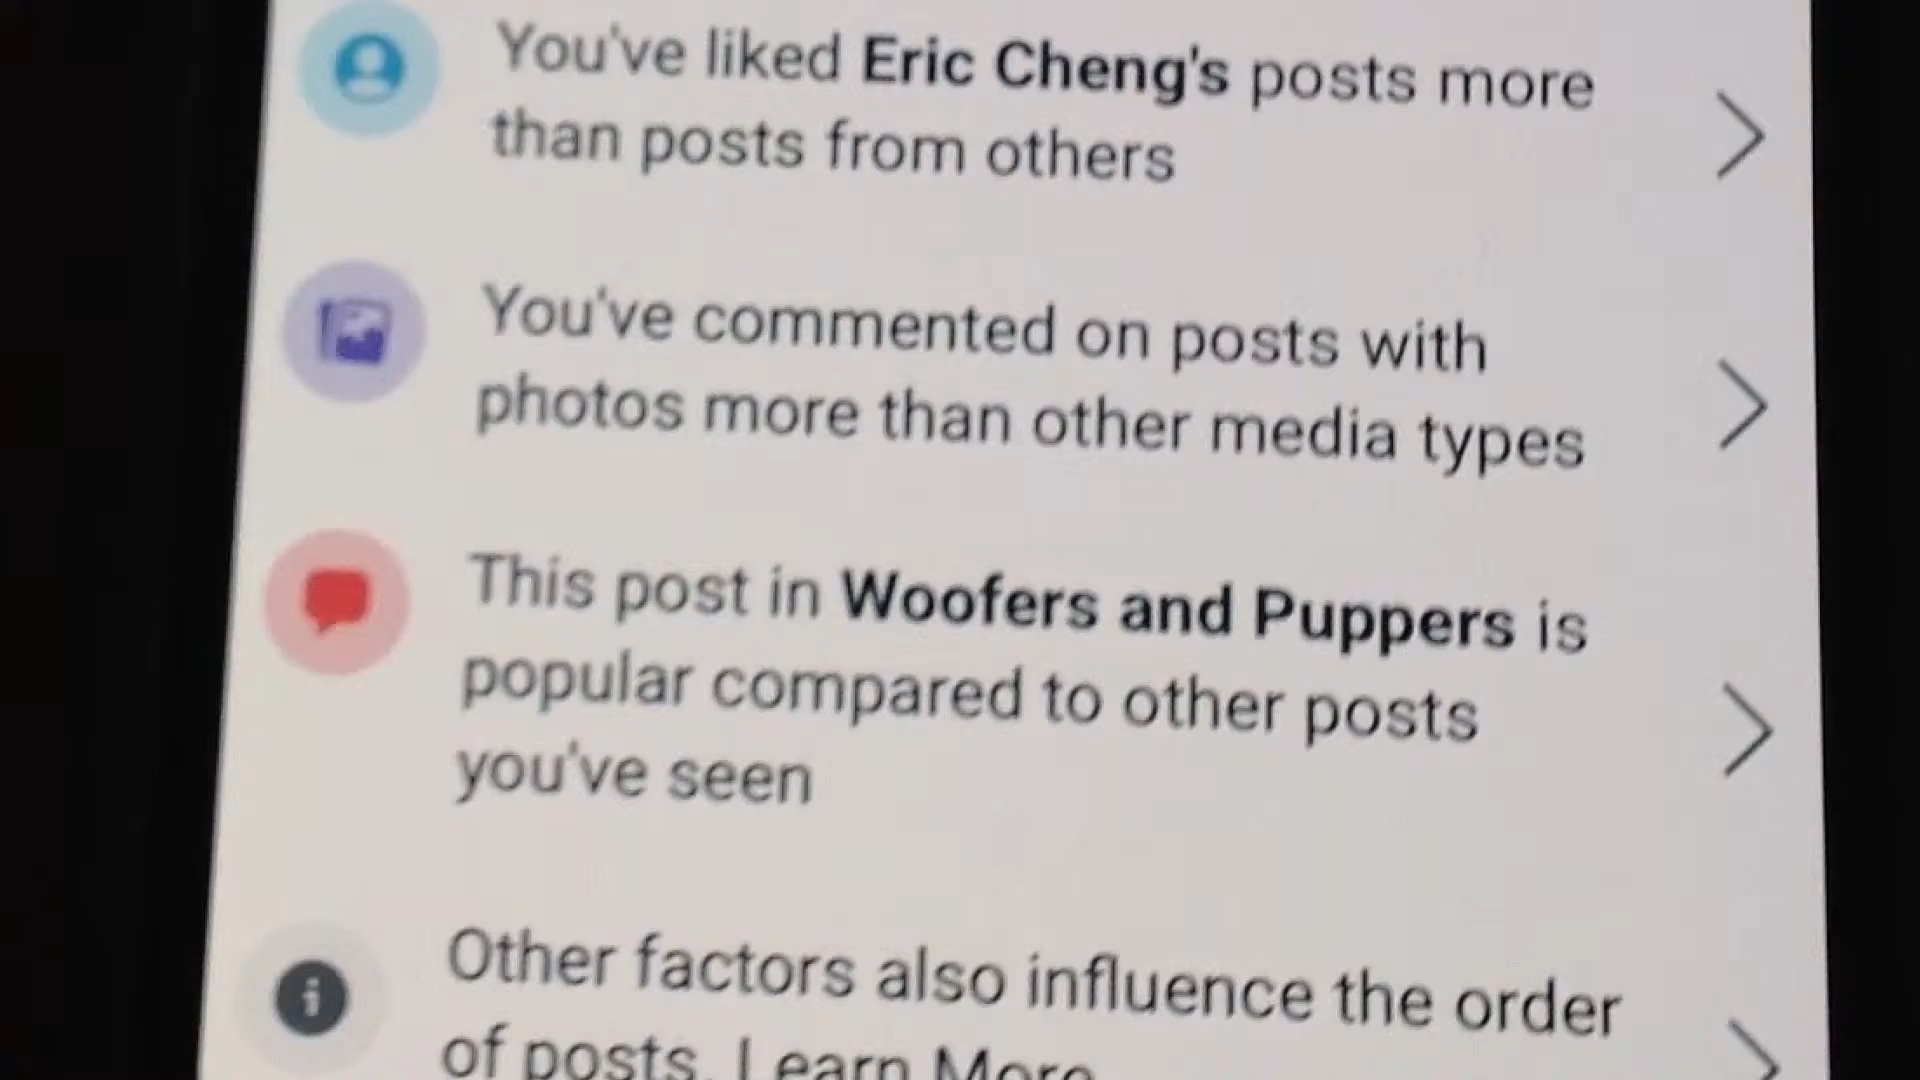 You've liked Eric Cheng's posts more
than posts from others
You've commented on posts with
photos more than other media types
This post in Woofers and Puppers is
popular compared to other posts
you've seen
Other factors also influence the order
of posts. Learn More